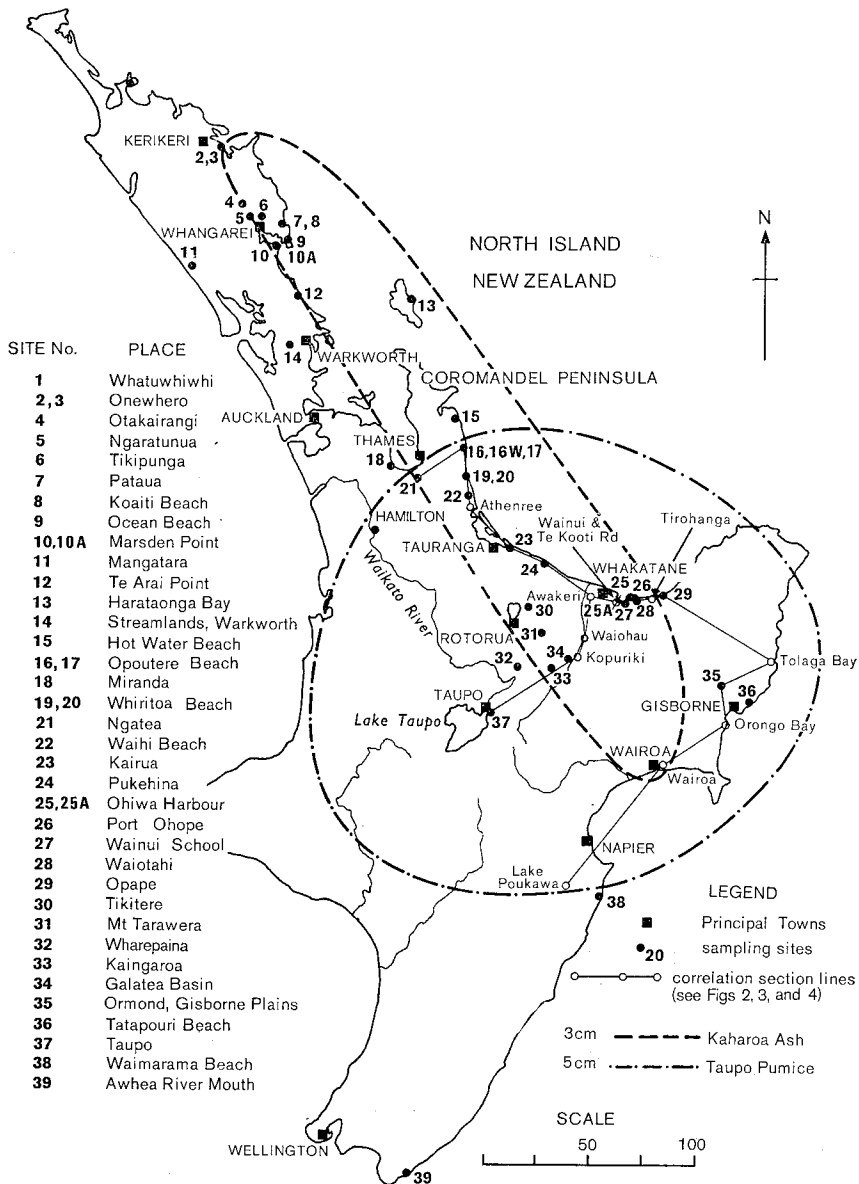 KERIKERI
2,3
4
5
6
7, 8
WHANGAREI
9
10
10A
11
12
13
NORTH ISLAND
NEW ZEALAND
N
14
WARKWORTH
COROMANDEL PENINSULA
AUCKLAND
15
THAMES
18
21
16, 16W, 17
19, 20
22
Athenree
HAMILTON
Waikato River
TAURANGA
23
24
Wainui &
Te Kooti Rd
Tirohanga
WHAKATANE
25
26
Awakeri
25A
27
28
29
30
ROTORUA
31
Waiohau
32
34
Kopuriki
33
Tolaga Bay
35
36
TAUPO
37
Lake Taupo
GISBORNE
Orongo Bay
WAIROA
Wairoa
NAPIER
Lake
Poukawa
38
WELLINGTON
39
SITE No. PLACE
1 Whatuwhiwhi
2,3 Onewhero
4 Otakairangi
5 Ngaratunua
6 Tikipunga
7 Pataua
8 Koaiti Beach
9 Ocean Beach
10,10A Marsden Point
11 Mangatara
12 Te Arai Point
13 Harataonga Bay
14 Streamlands, Warkworth
15 Hot Water Beach
16, 17 Opoutere Beach
18 Miranda
19, 20 Whiritoa Beach
21 Ngatea
22 Waihi Beach
23 Kairua
24 Pukehina
25,25A Ohiwa Harbour
26 Port Ohope
27 Wainui School
28 Waiotahi
29 Opape
30 Tikitere
31 Mt Tarawera
32 Wharepaina
33 Kaingaroa
34 Galatea Basin
35 Ormond, Gisborne Plains
36 Tatapouri Beach
37 Taupo
38 Waimarama Beach
39 Awhea River Mouth
LEGEND
Principal Towns
sampling sites
20
correlation section lines
(see Figs 2, 3, and 4)
3cm Kaharoa Ash
5cm Taupo Pumice
SCALE
50 100